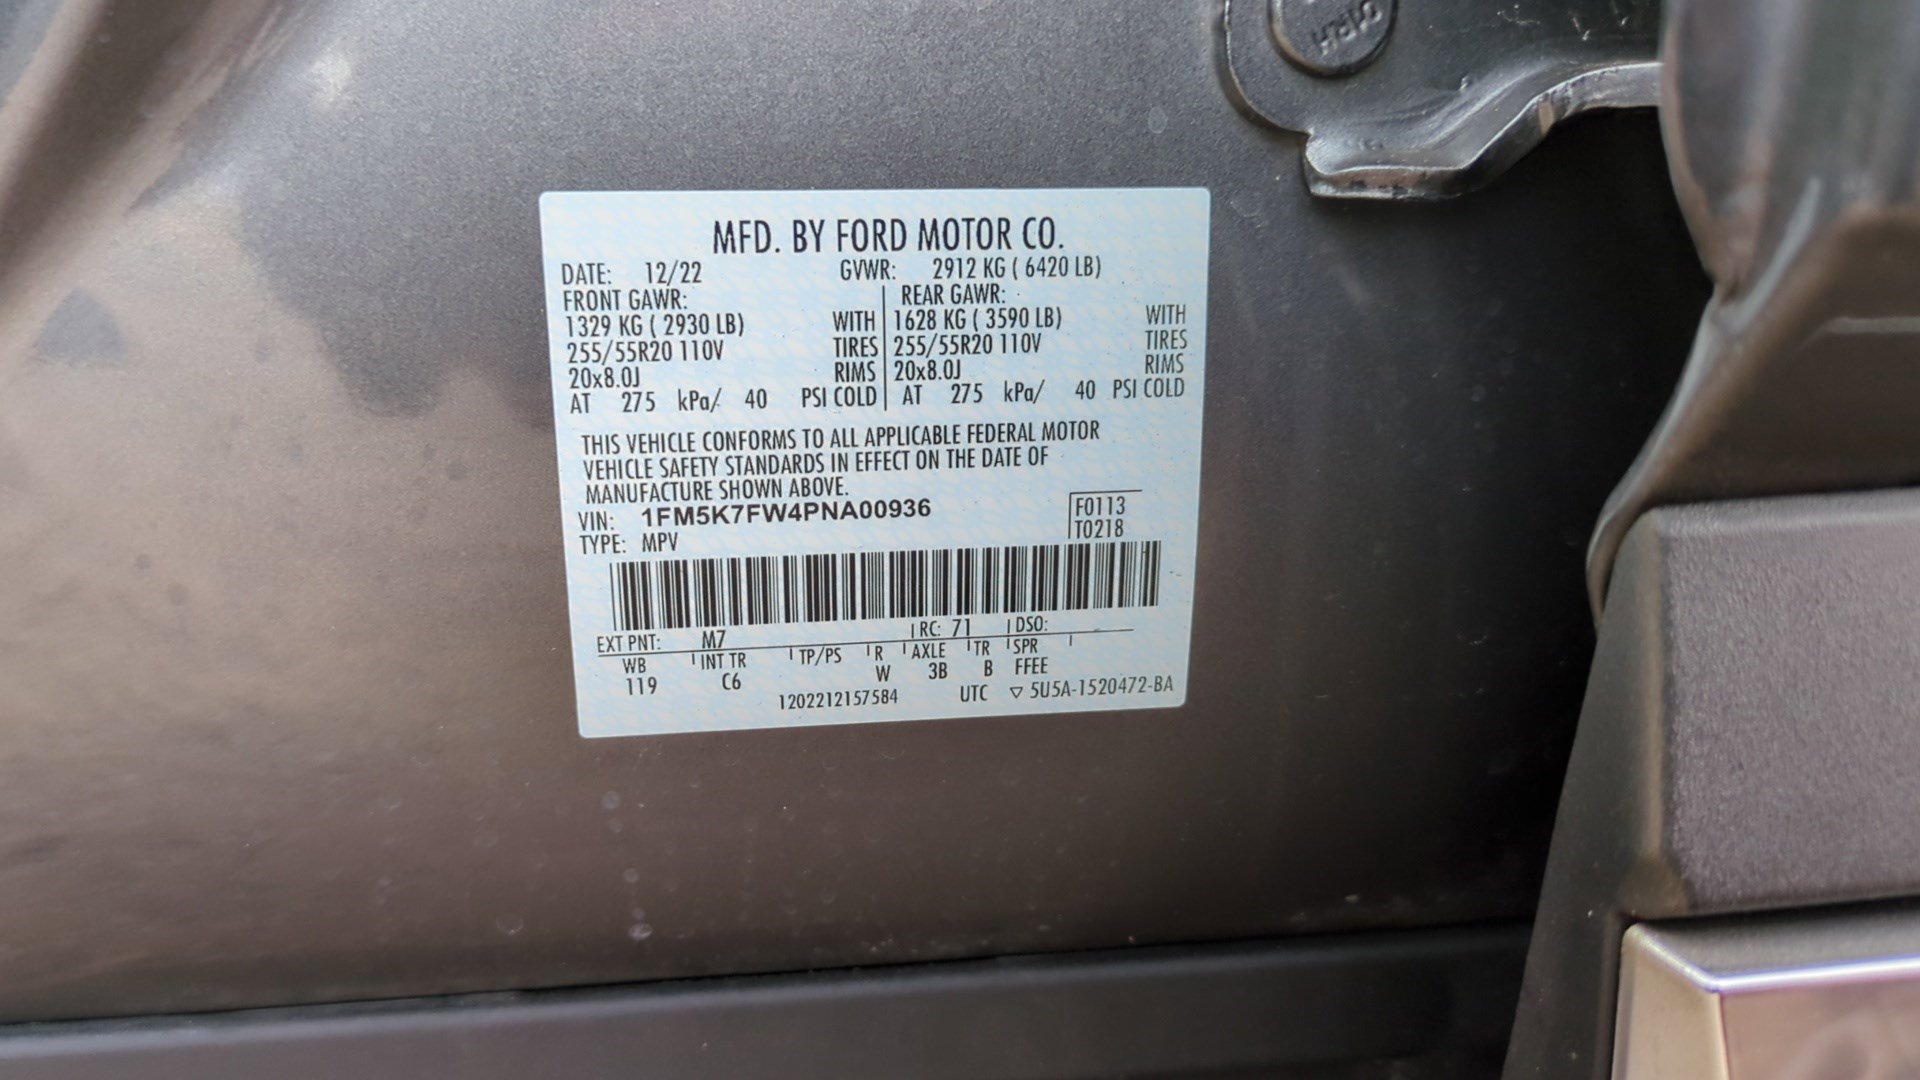 64RH
MFD. BY FORD MOTOR CO.
DATE: 12/22 GVWR: 2912 KG ( 6420 LB)
FRONT GAWR: REAR GAWR:
1329 KG ( 2930 LB) WITH 1628 KG ( 3590 LB) WITH
255/55R20 110V TIRES 255/55R20 110V TIRES
20x8.0J RIMS 20x8.0J RIMS
AT 275 kPa/ 40 PSI COLD AT 275 kPa/ 40 PSI COLD
THIS VEHICLE CONFORMS TO ALL APPLICABLE FEDERAL MOTOR
VEHICLE SAFETY STANDARDS IN EFFECT ON THE DATE OF
MANUFACTURE SHOWN ABOVE.
VIN: 1FM5K7FW4PNA00936 F0113
TYPE: MPV T0218
EXT PNT: M7 RC: 71 DSO:
WB INT TR TP/PS R AXLE TR SPR
119 C6 W 3B B FFEE
1202212157584 UTC ▽ 5U5A-1520472-BA